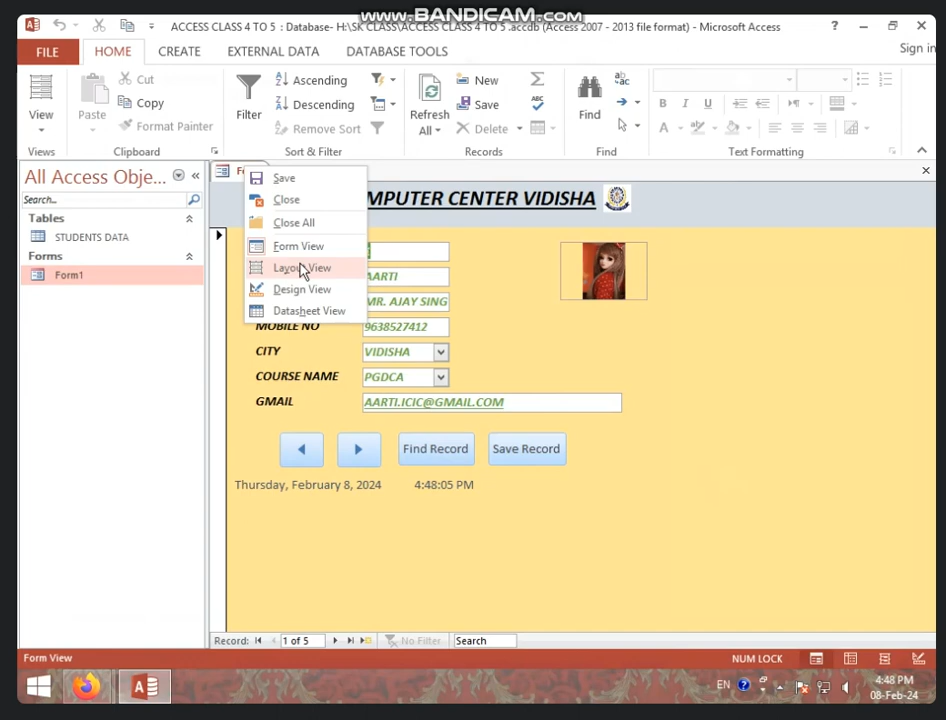 www.BANDICAM.com
ACCESS CLASS 4 TO 5 : Database- H:\SK CLASS\ACCESS CLASS 4 TO 5.accdb (Access 2007 - 2013 file format) - Microsoft Access
FILE HOME CREATE EXTERNAL DATA DATABASE TOOLS Sign in
View
Views
Paste
Cut
Copy
Format Painter
Clipboard
Filter
Ascending
Descending
Remove Sort
Sort & Filter
Refresh
All
New
Save
Delete
Records
Find
Find
Text Formatting
All Access Obje...
Search...
Tables
STUDENTS DATA
Forms
Form1
Save
Close
Close All
Form View
Layout View
Design View
Datasheet View
MPUTER CENTER VIDISHA
AARTI
MR. AJAY SING
MOBILE NO 9638527412
CITY VIDISHA
COURSE NAME PGDCA
GMAIL AARTI.ICIC@GMAIL.COM
Find Record Save Record
Thursday, February 8, 2024 4:48:05 PM
Record: 1 of 5 No Filter Search
Form View NUM LOCK
EN 4:48 PM
08-Feb-24